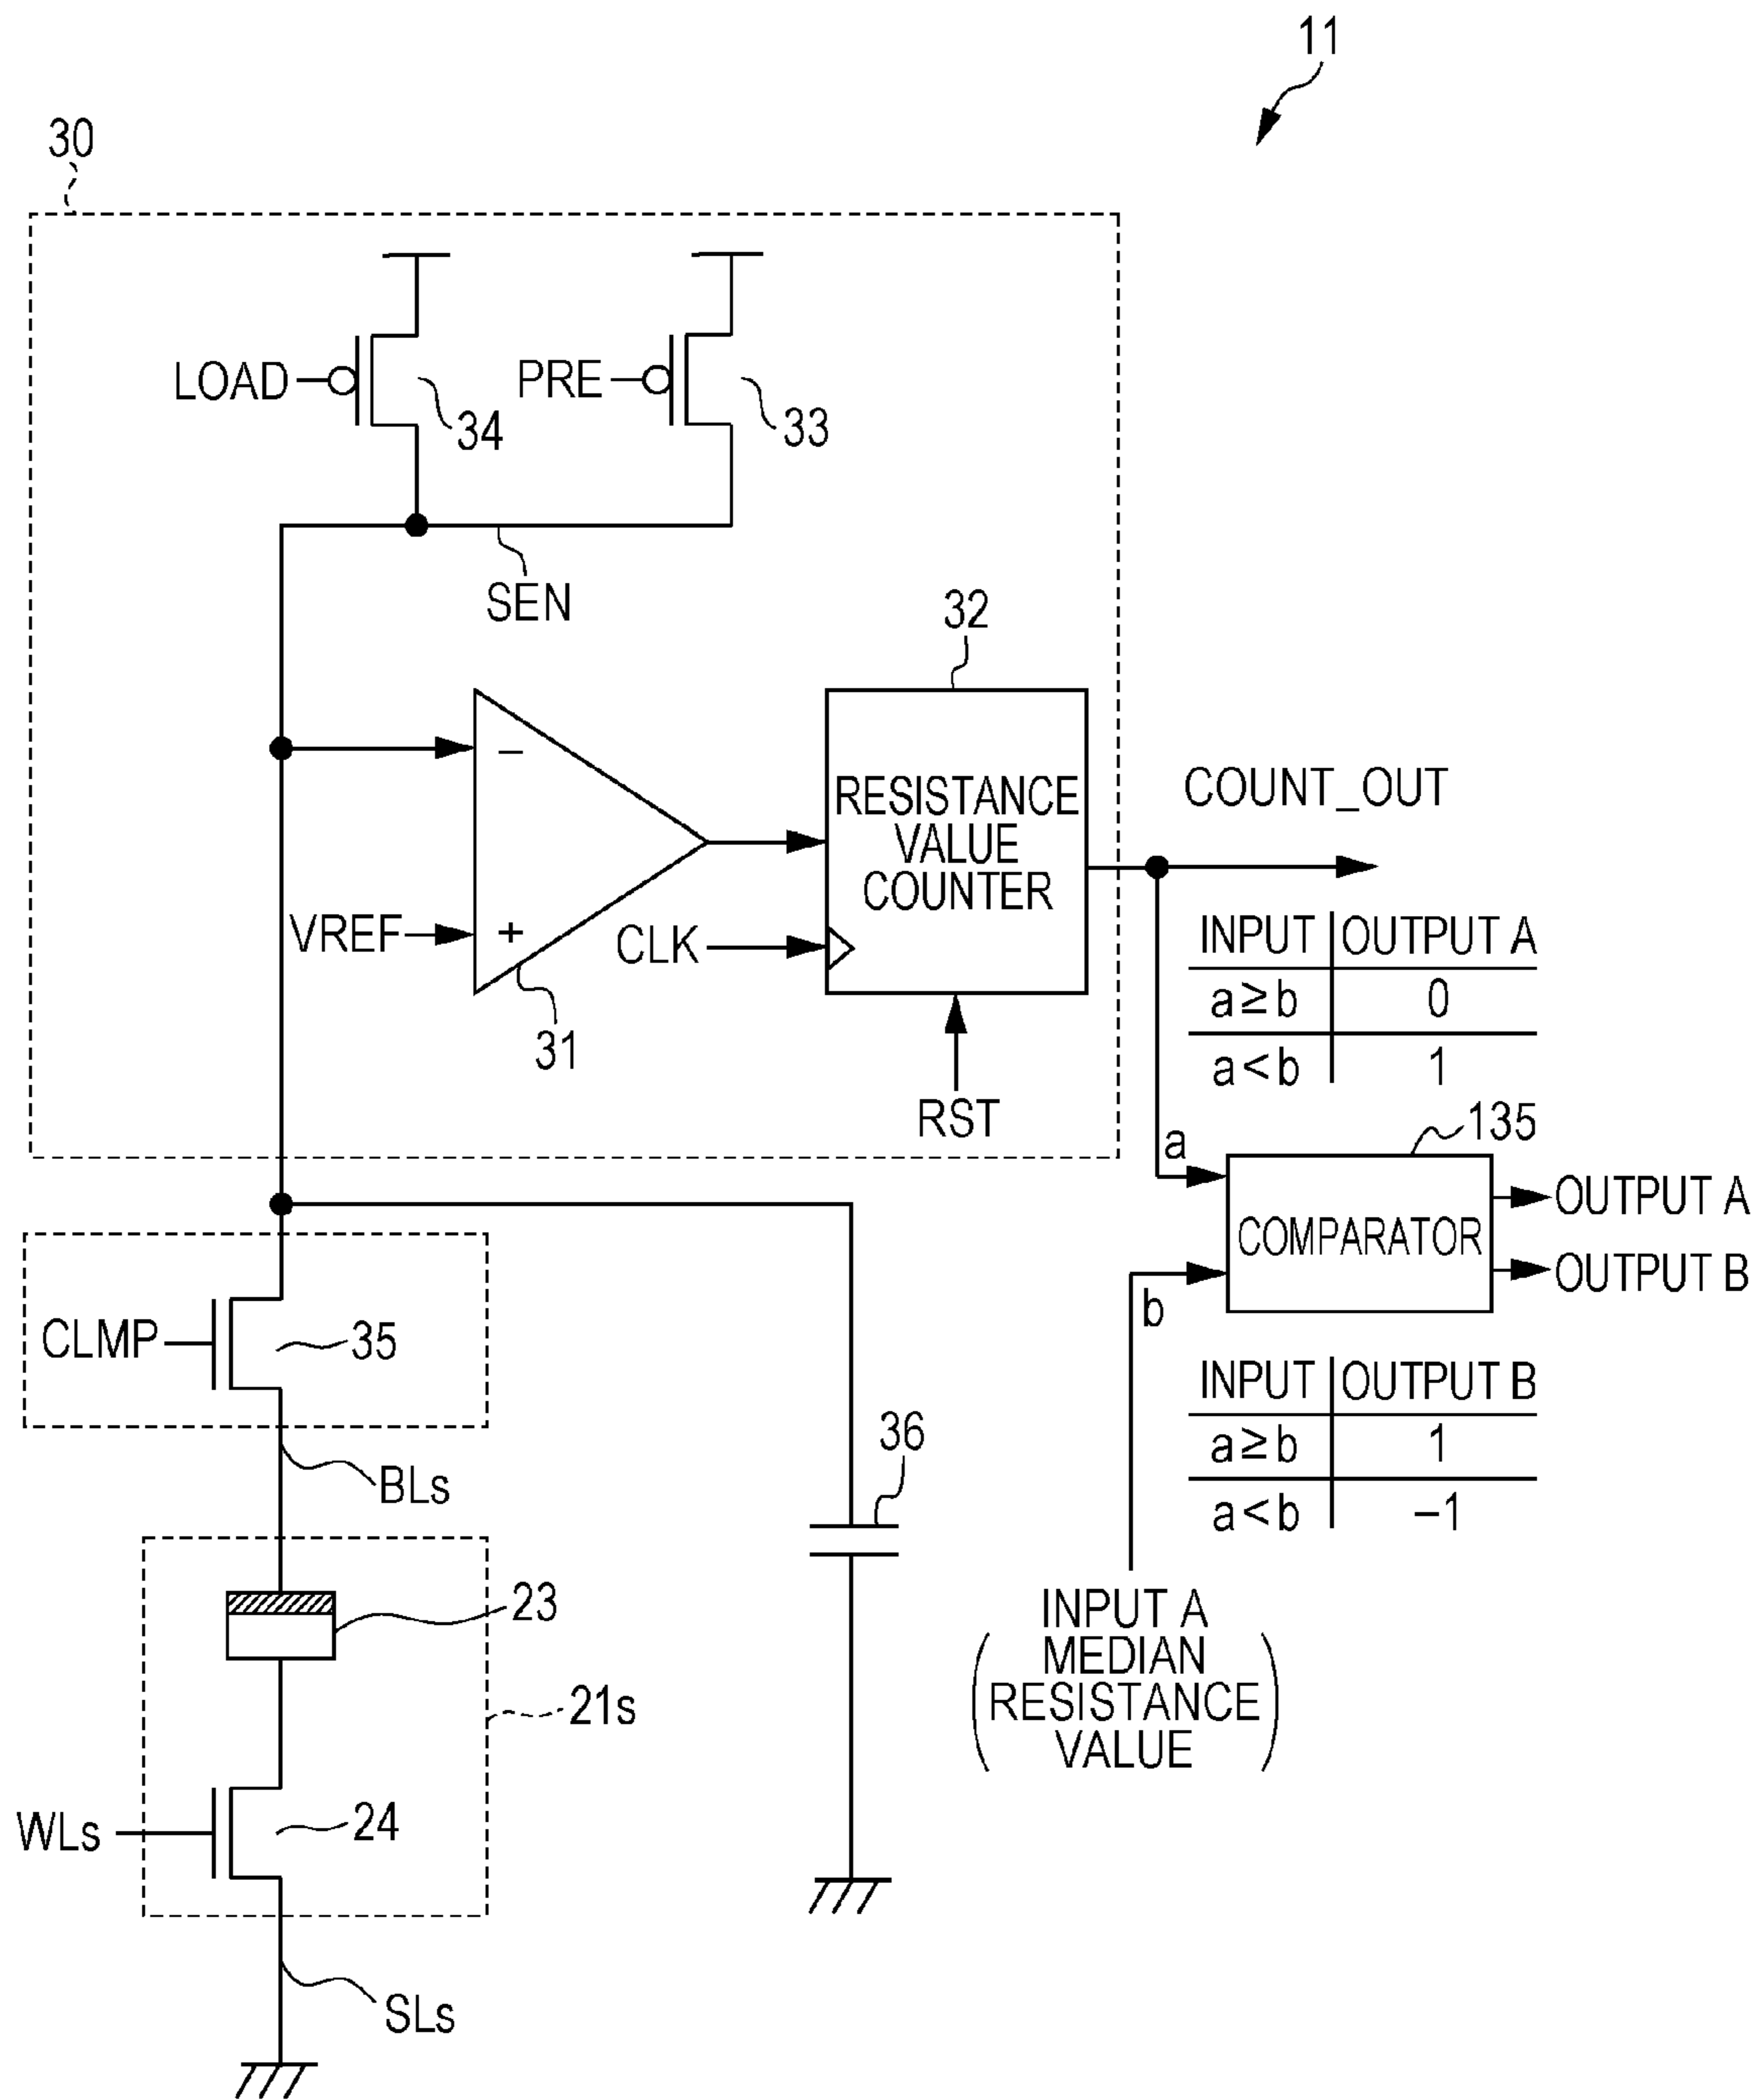 11
30
LOAD
34
PRE
33
SEN
32
−
+
VREF
31
RESISTANCE
VALUE
COUNTER
CLK
RST
COUNT_OUT
INPUT OUTPUT A
a≥b 0
a<b 1
135
a
b
COMPARATOR
OUTPUT A
OUTPUT B
INPUT OUTPUT B
a≥b 1
a<b −1
INPUT A
MEDIAN
RESISTANCE
VALUE
CLMP
35
BLs
36
23
21s
WLs
24
SLs